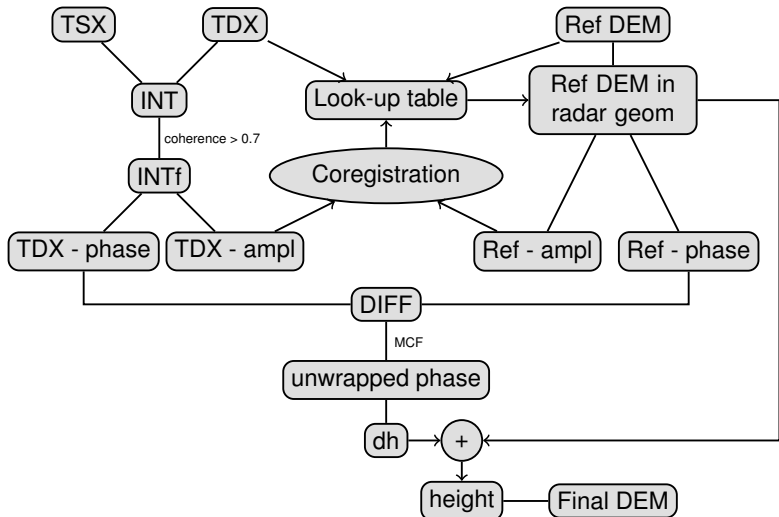 TSX
TDX
Ref DEM
INT
Look-up table
Ref DEM in
radar geom
coherence > 0.7
INTf
Coregistration
TDX - phase
TDX - ampl
Ref - ampl
Ref - phase
DIFF
MCF
unwrapped phase
dh
+
height
Final DEM